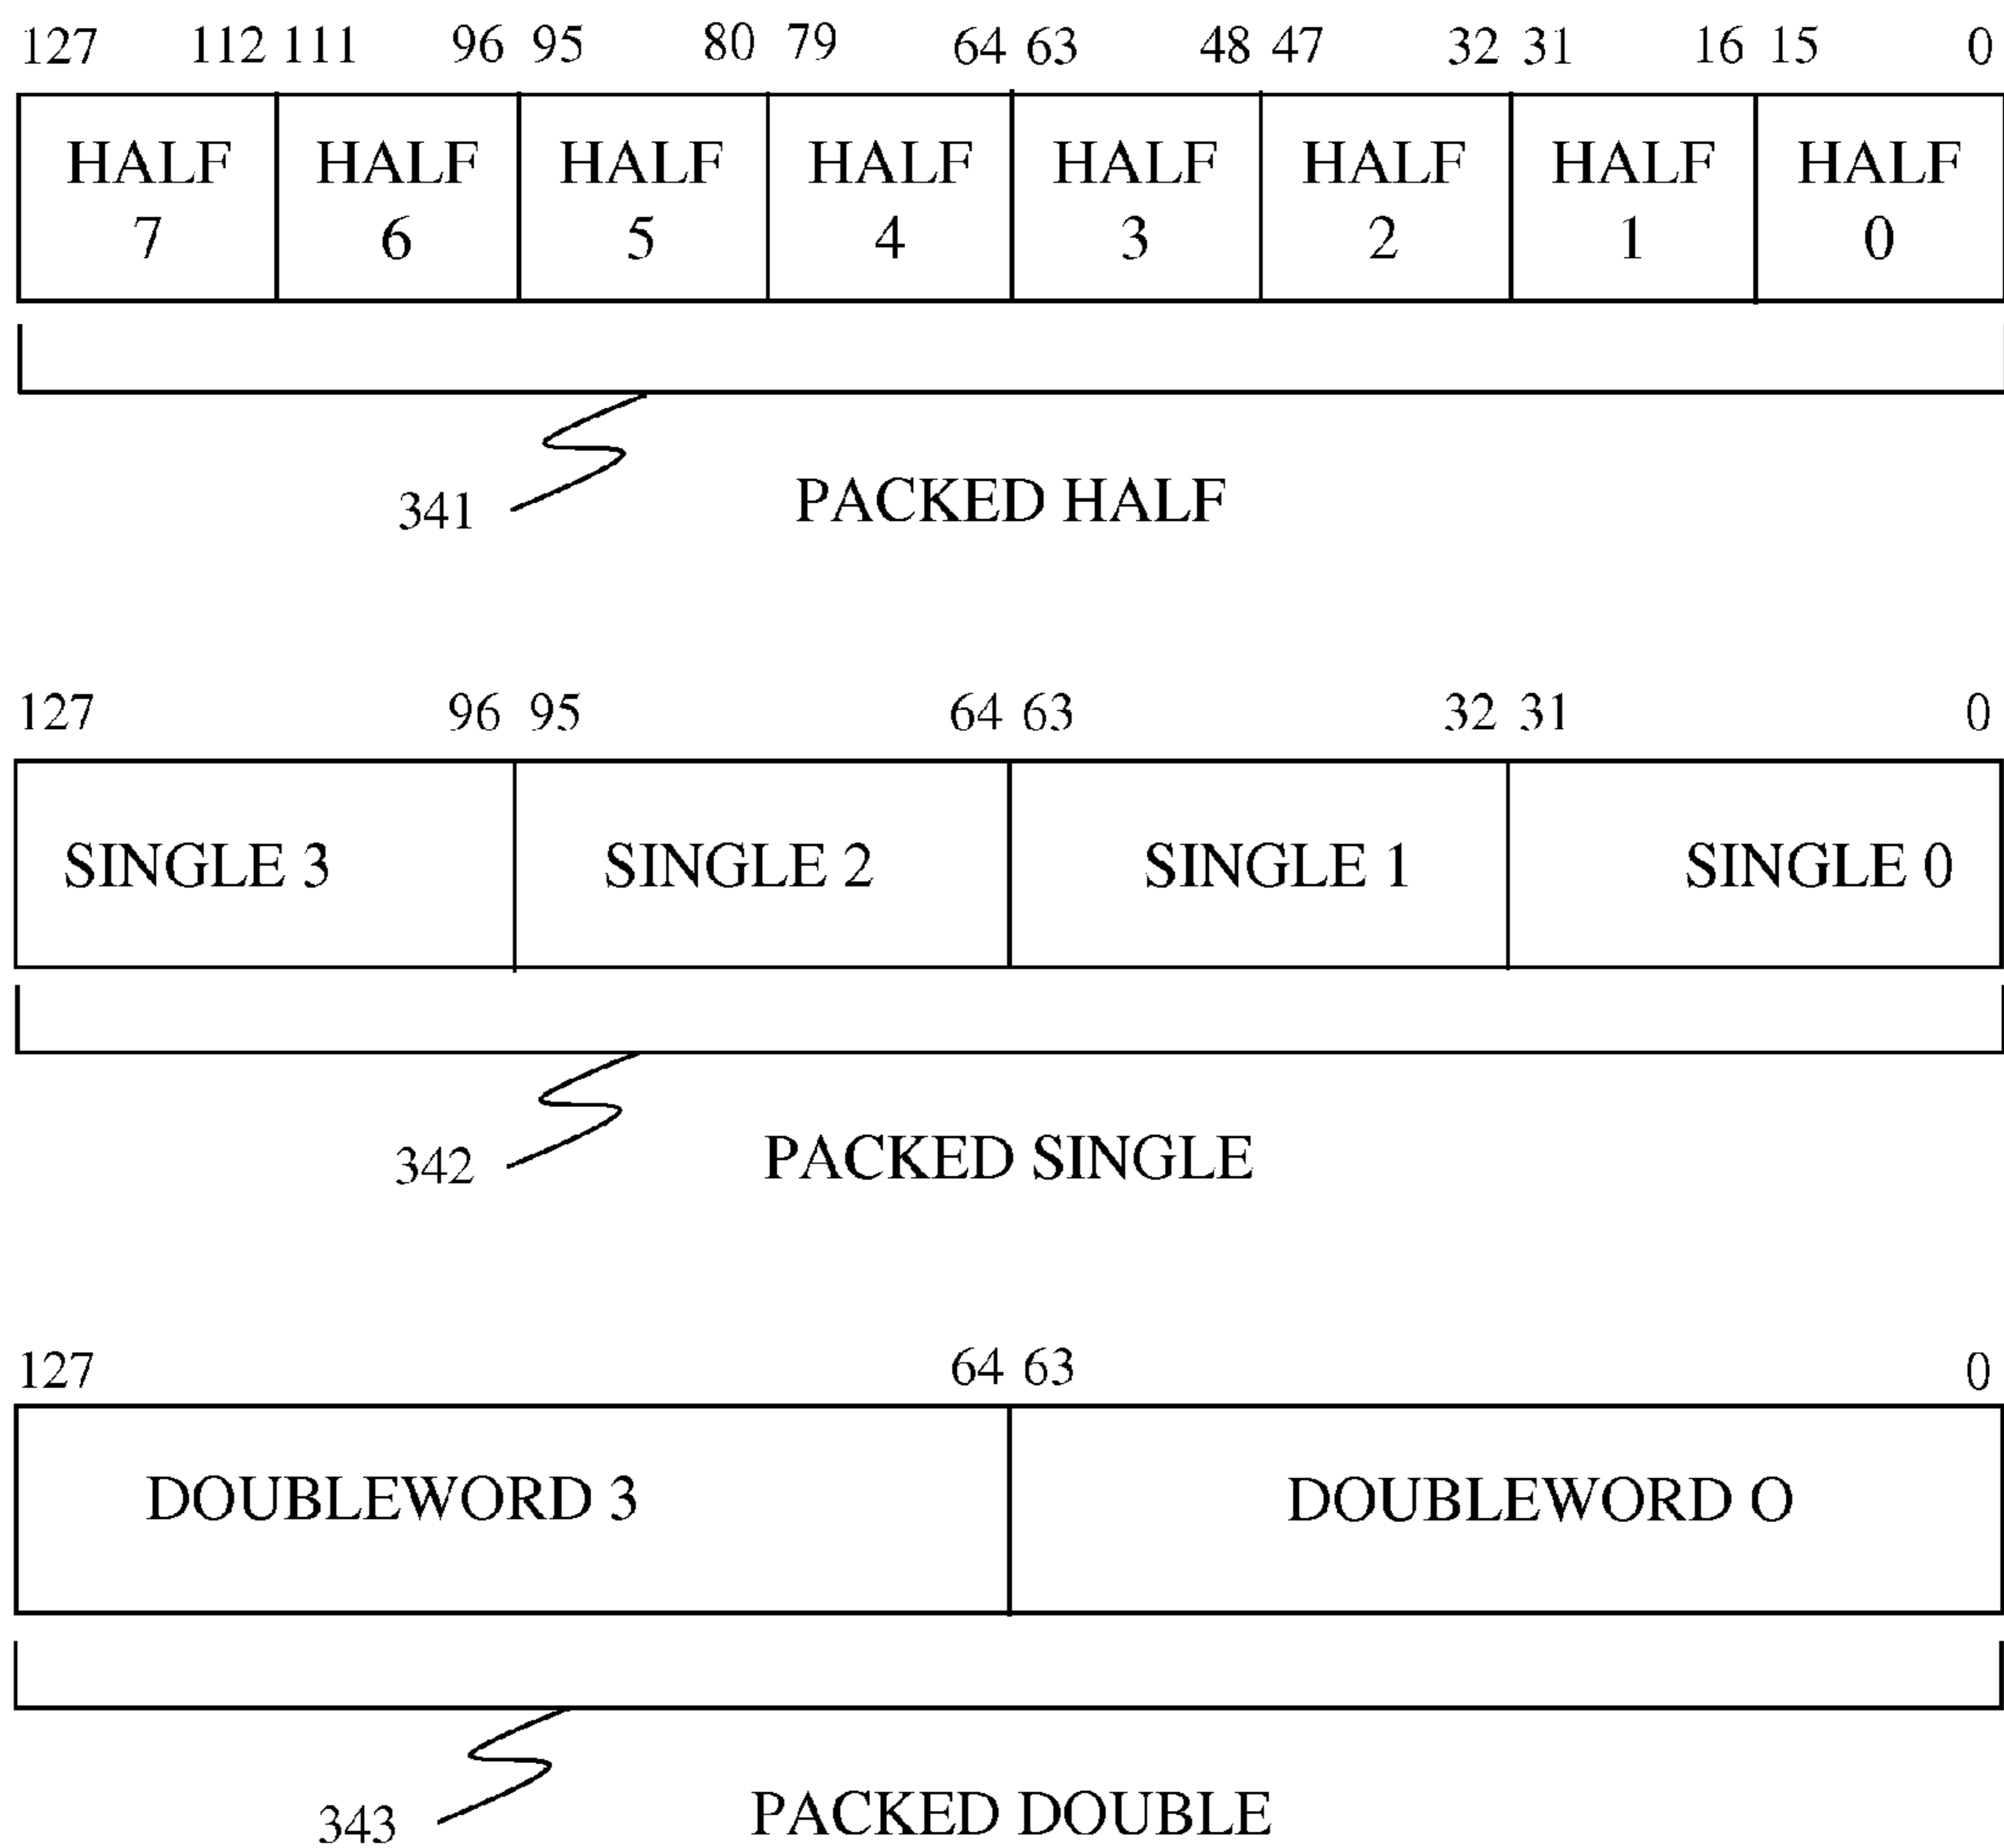 127 112 111 96 95 80 79 64 63 48 47 32 31 16 15 0
HALF HALF HALF HALF HALF HALF HALF HALF
7 6 5 4 3 2 1 0
341 PACKED HALF
127 96 95 64 63 32 31 0
SINGLE 3 SINGLE 2 SINGLE 1 SINGLE 0
342 PACKED SINGLE
127 64 63 0
DOUBLEWORD 3 DOUBLEWORD O
343 PACKED DOUBLE